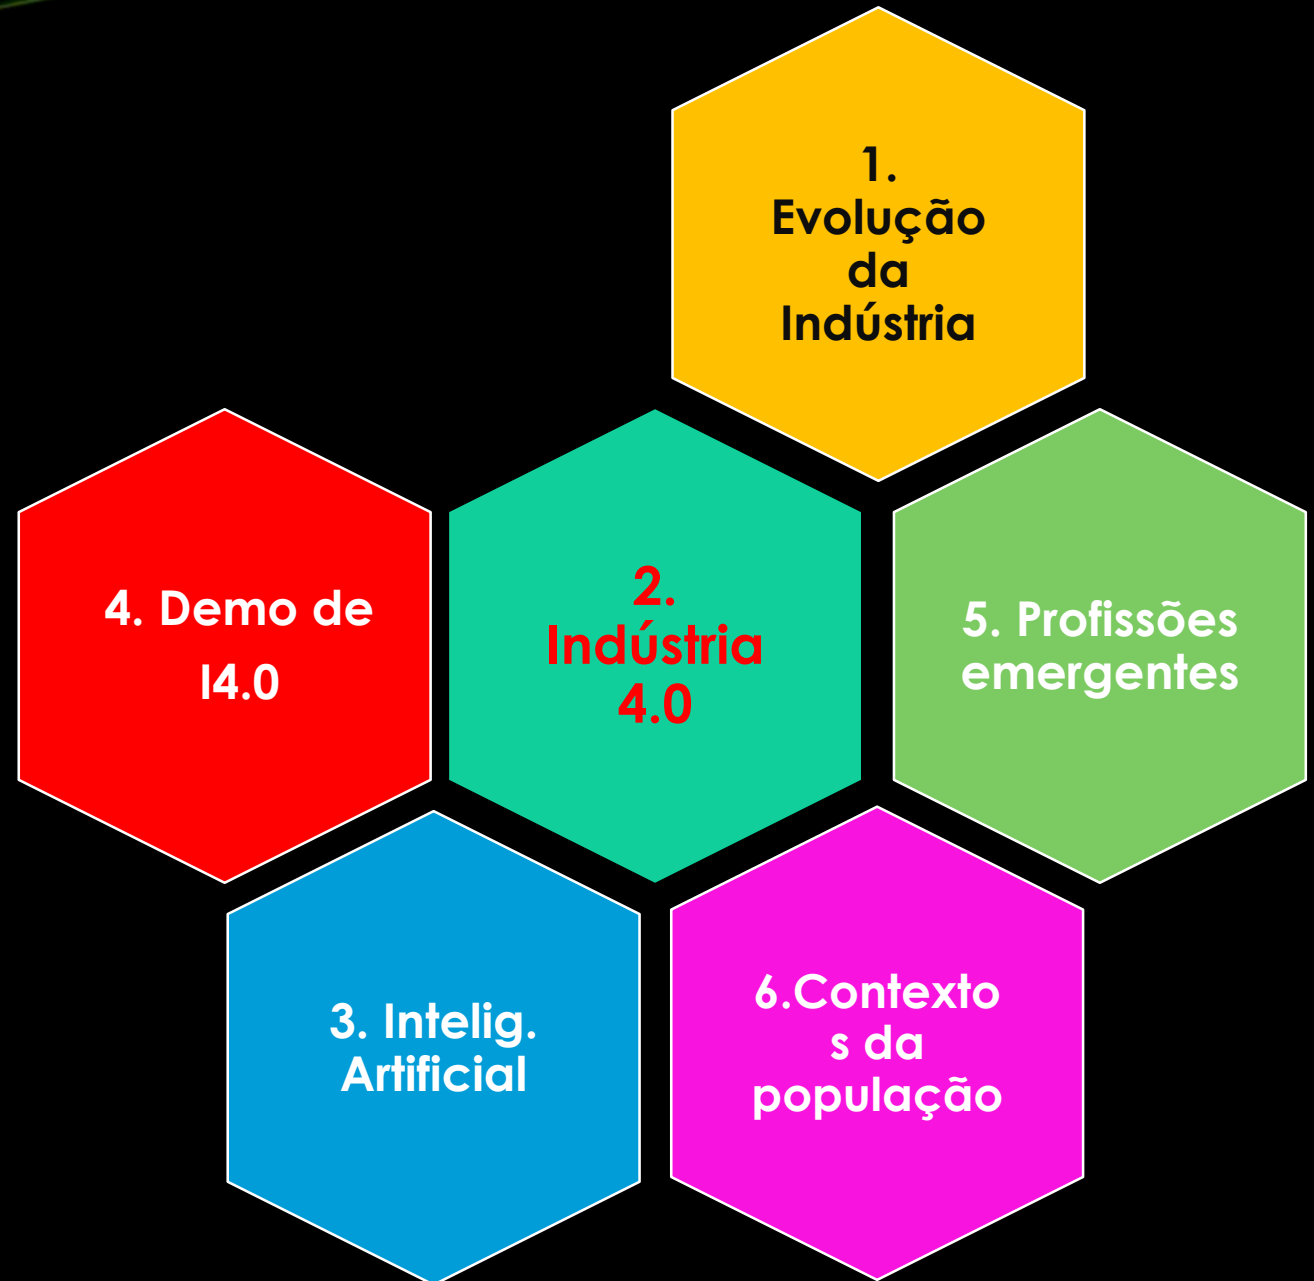 1.
Evolução
da
Indústria
4. Demo de
I4.0
2.
Indústria
4.0
5. Profissões
emergentes
3. Intelig.
Artificial
6.Contexto
s da
população